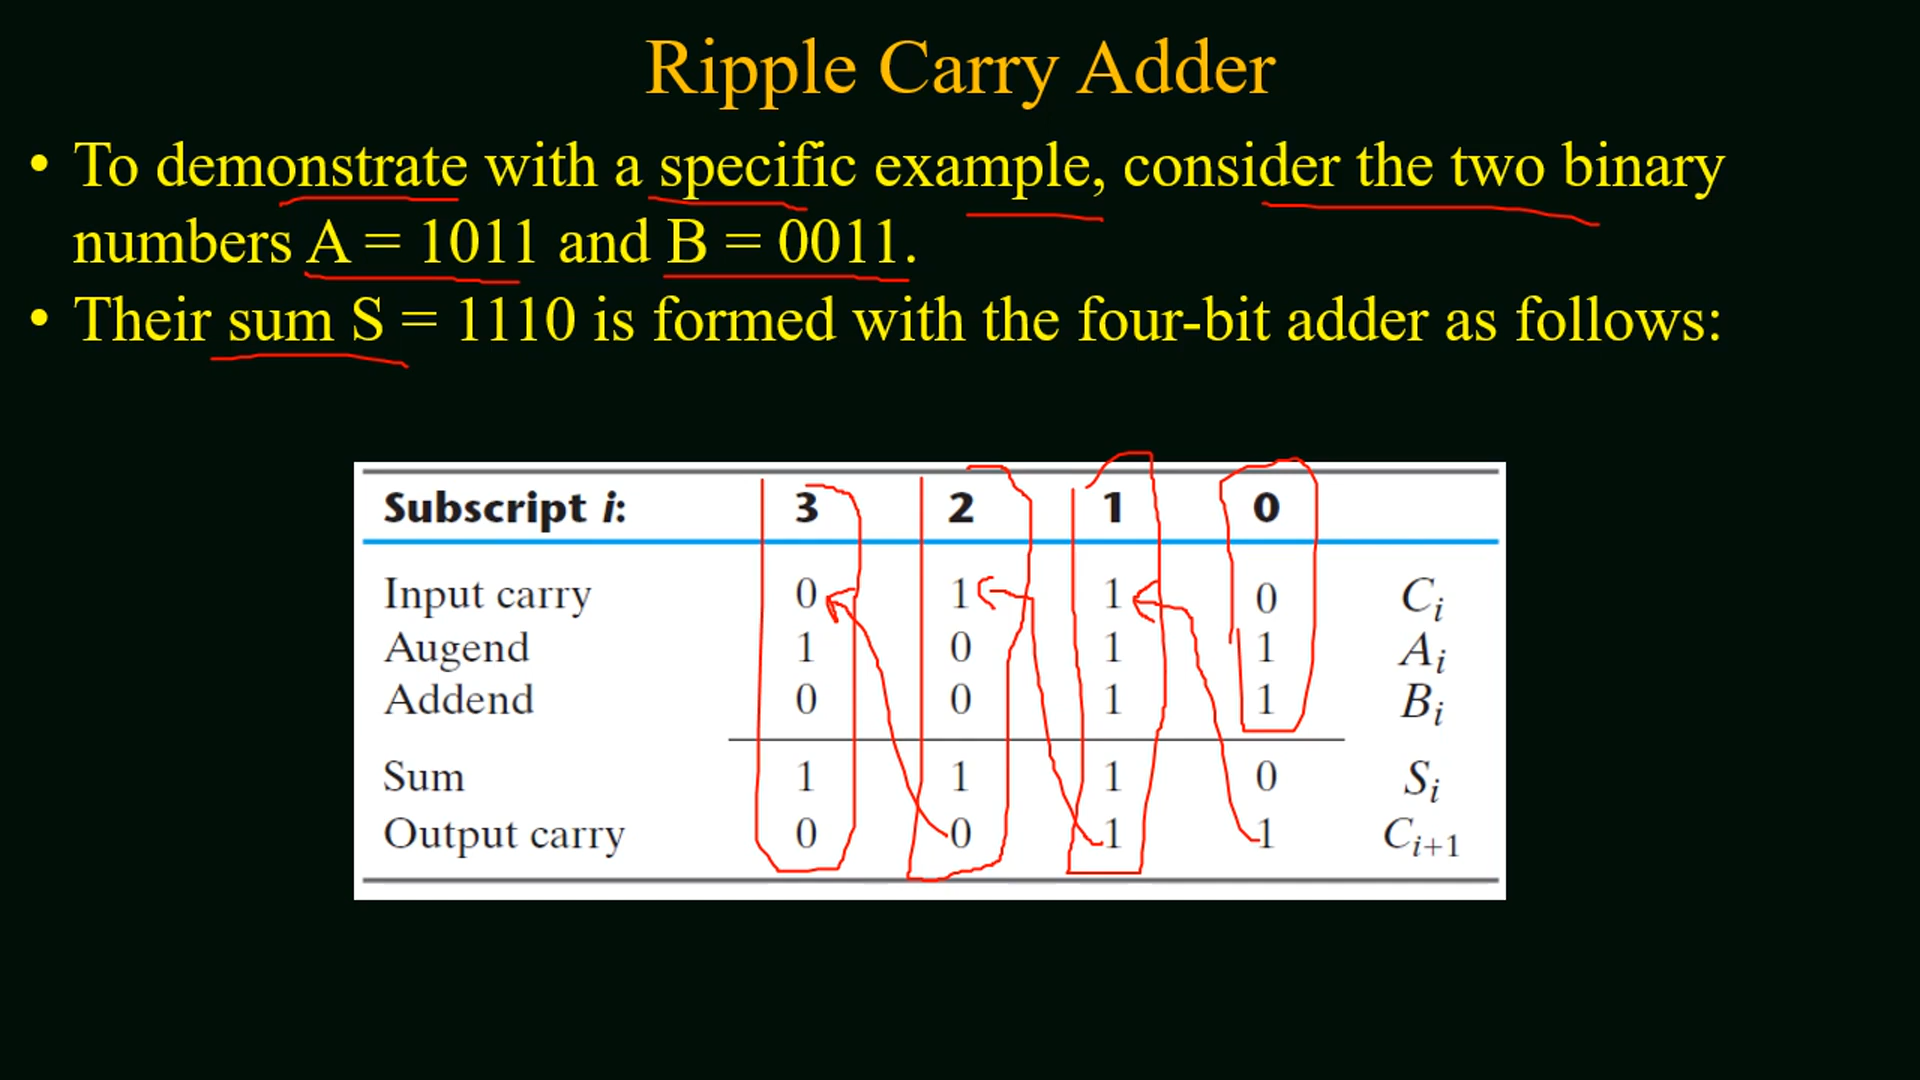 Ripple Carry Adder
• To demonstrate with a specific example, consider the two binary
numbers A = 1011 and B = 0011.
• Their sum S = 1110 is formed with the four-bit adder as follows:
Subscript i: 3 2 1 0
Input carry 0 1 1 0 Ci
Augend 1 0 1 1 Ai
Addend 0 0 1 1 Bi
Sum 1 1 1 0 Si
Output carry 0 0 1 1 Ci+1